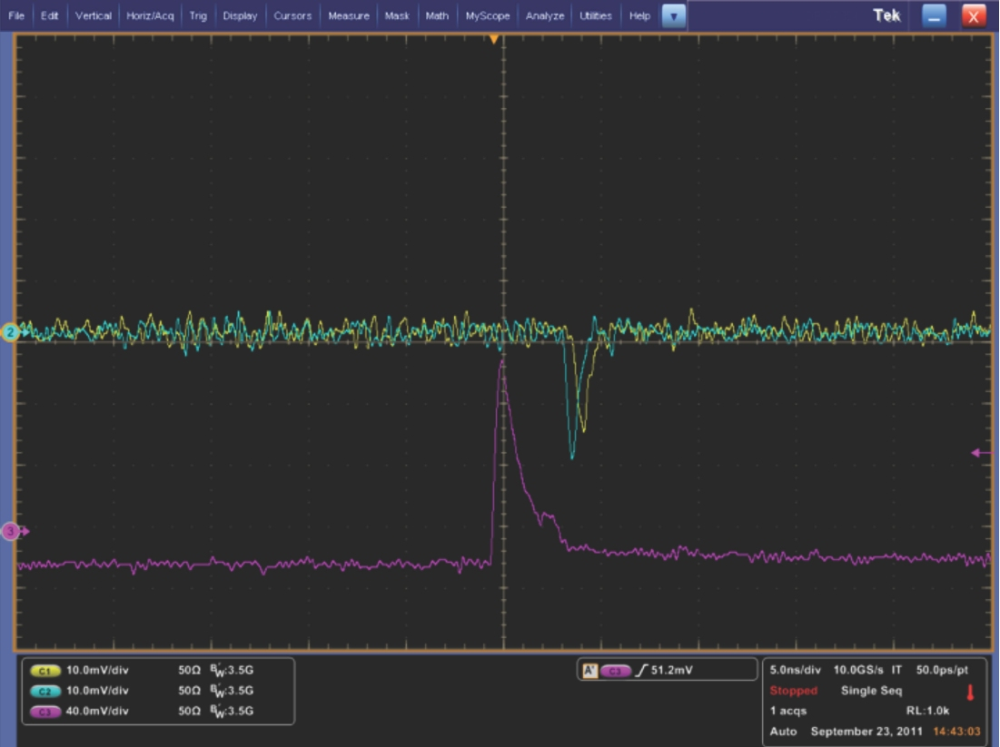 File Edit Vertical Horiz/Acq Trig Display Cursors Measure Mask Math MyScope Analyze Utilities Help Tek X
2
3
C1 10.0mV/div 50Ω BW:3.5G
C2 10.0mV/div 50Ω BW:3.5G
C3 40.0mV/div 50Ω BW:3.5G
A' C3 51.2mV
5.0ns/div 10.0GS/s IT 50.0ps/pt
Stopped Single Seq
1 acqs RL:1.0k
Auto September 23, 2011 14:43:03